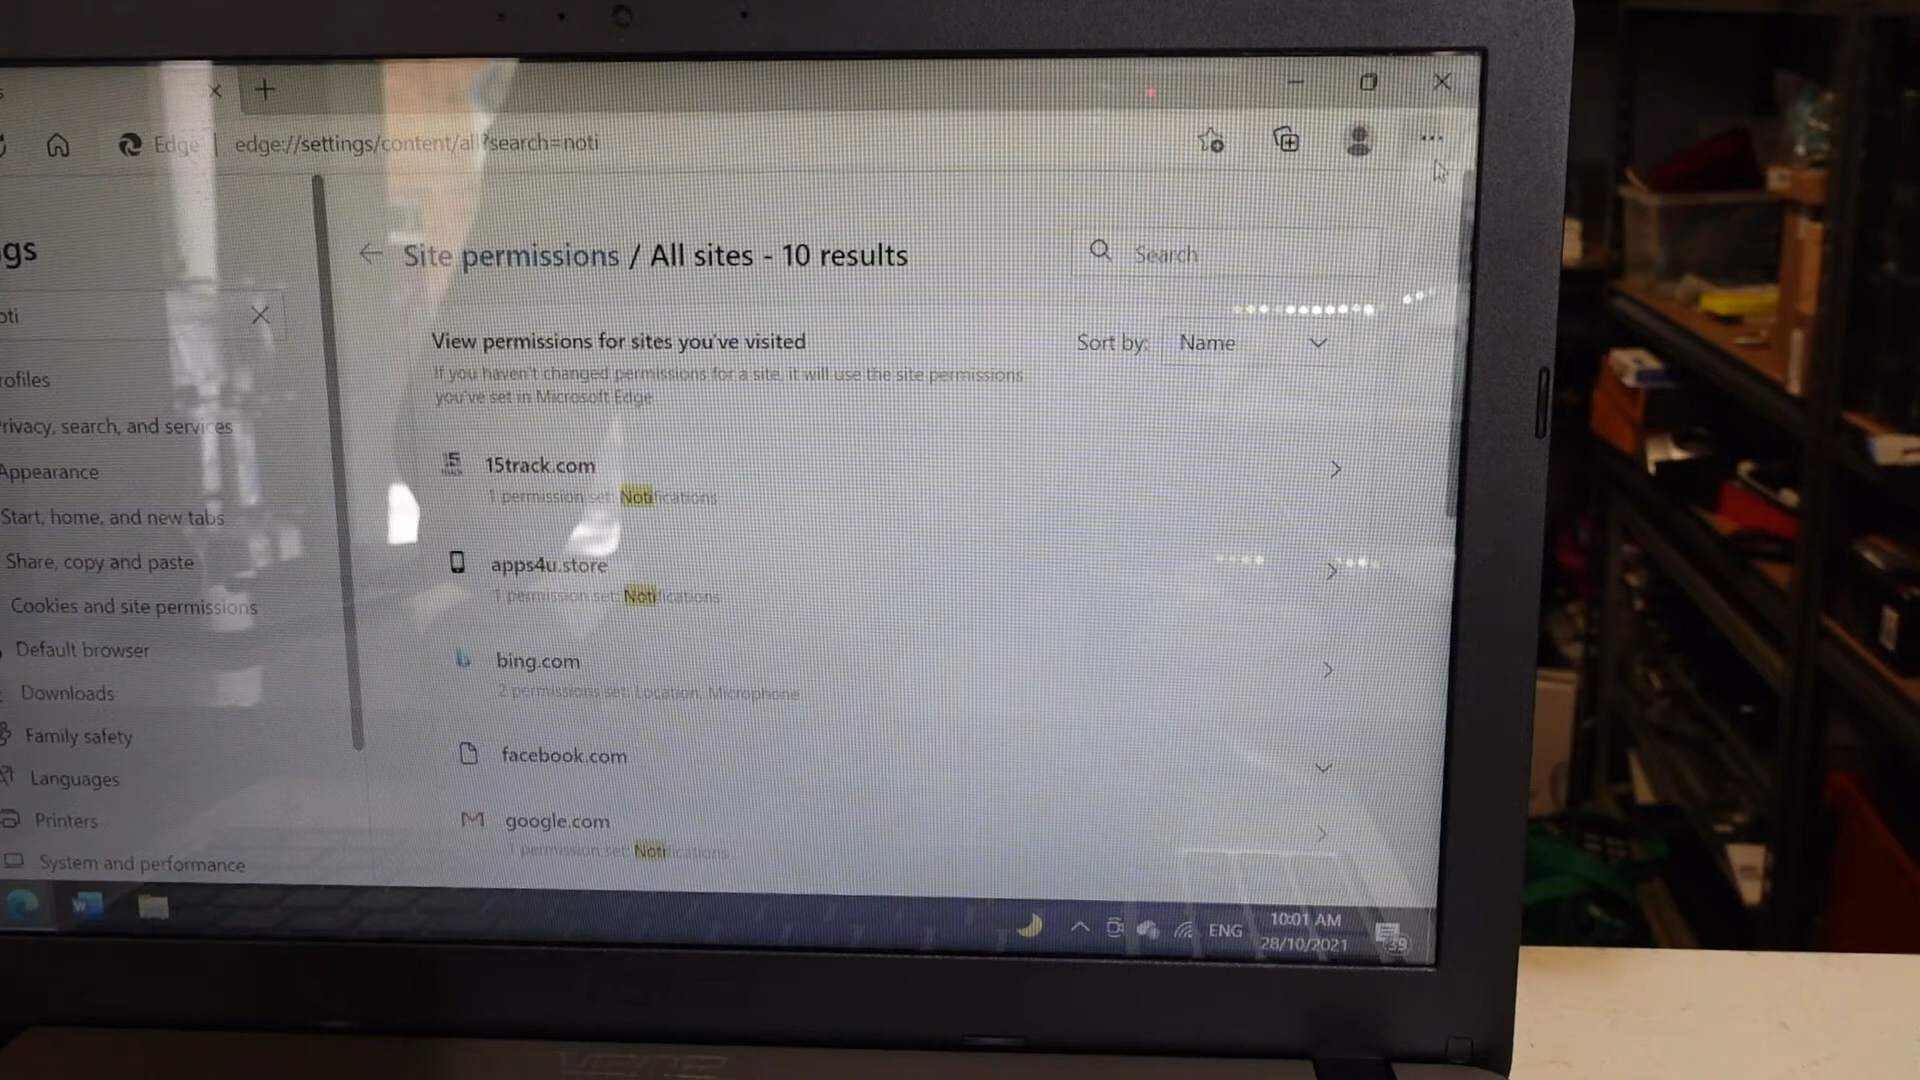 Edge
edge://settings/content/all?search=noti
gs
oti
rofiles
rivacy, search, and services
Appearance
Start, home, and new tabs
Share, copy and paste
Cookies and site permissions
Default browser
Downloads
Family safety
Languages
Printers
System and performance
Site permissions / All sites - 10 results
Search
View permissions for sites you've visited
Sort by: Name
If you haven't changed permissions for a site, it will use the site permissions
you've set in Microsoft Edge
15track.com
1 permission set: Notifications
apps4u.store
1 permission set: Notifications
bing.com
2 permissions set: Location, Microphone
facebook.com
google.com
1 permission set: Notifications
ENG
10:01 AM
28/10/2021
39